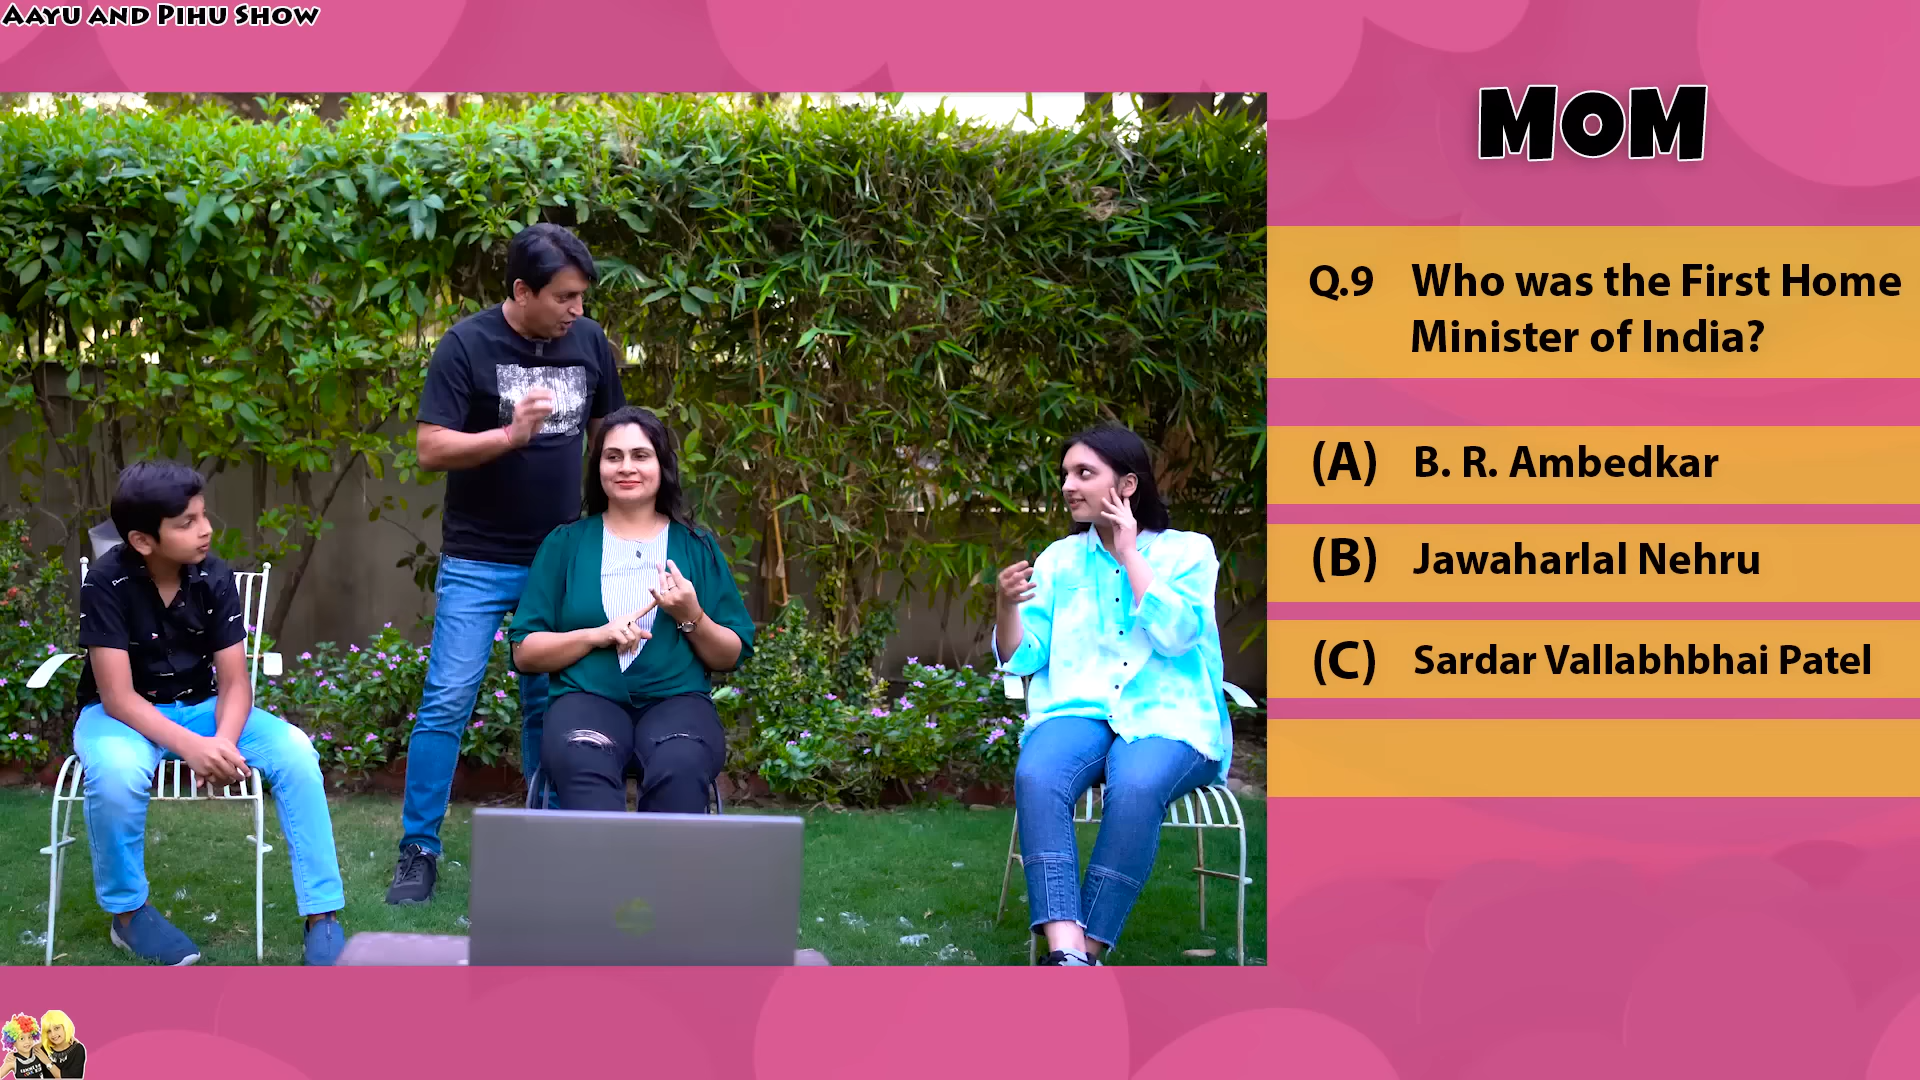 Aayu and Pihu Show
MOM
Q.9 Who was the First Home
Minister of India?
(A) B. R. Ambedkar
(B) Jawaharlal Nehru
(C) Sardar Vallabhbhai Patel